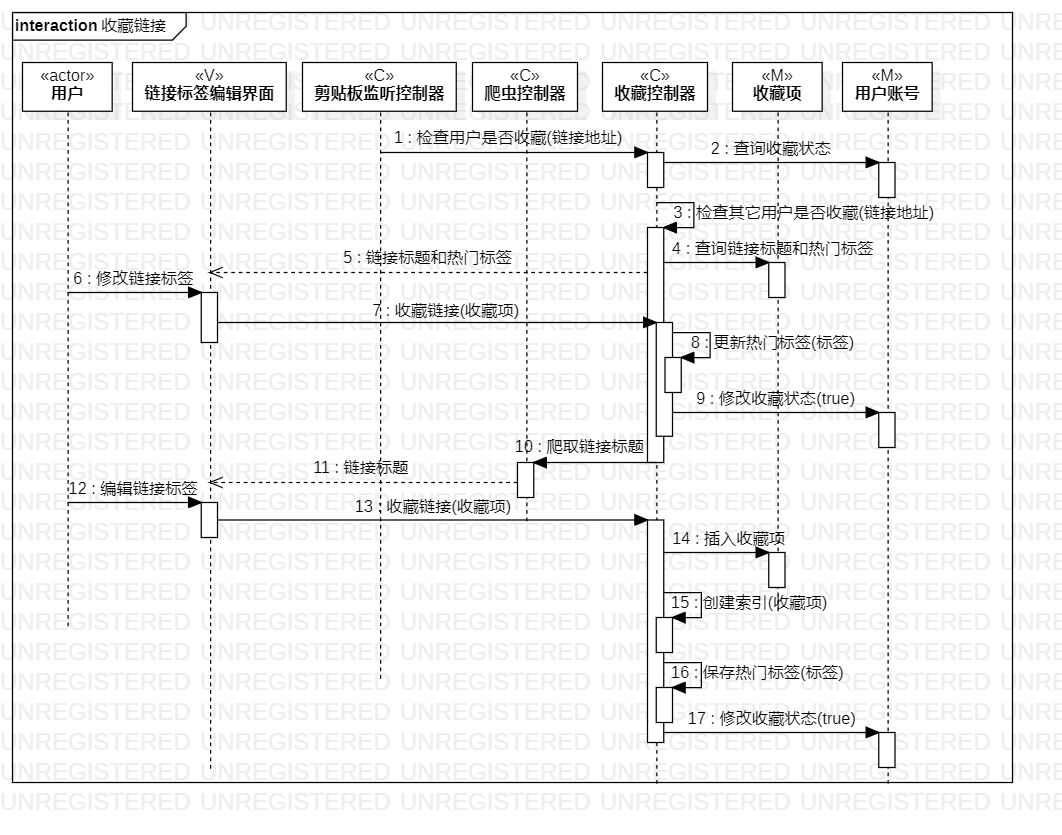 interaction 收藏链接
«actor»
用户
«V»
链接标签编辑界面
«C»
剪贴板监听控制器
«C»
爬虫控制器
«C»
收藏控制器
«M»
收藏项
«M»
用户账号
1 : 检查用户是否收藏(链接地址)
2 : 查询收藏状态
3 : 检查其它用户是否收藏(链接地址)
4 : 查询链接标题和热门标签
5 : 链接标题和热门标签
6 : 修改链接标签
7 : 收藏链接(收藏项)
8 : 更新热门标签(标签)
9 : 修改收藏状态(true)
10 : 爬取链接标题
11 : 链接标题
12 : 编辑链接标签
13 : 收藏链接(收藏项)
14 : 插入收藏项
15 : 创建索引(收藏项)
16 : 保存热门标签(标签)
17 : 修改收藏状态(true)
UNREGISTERED